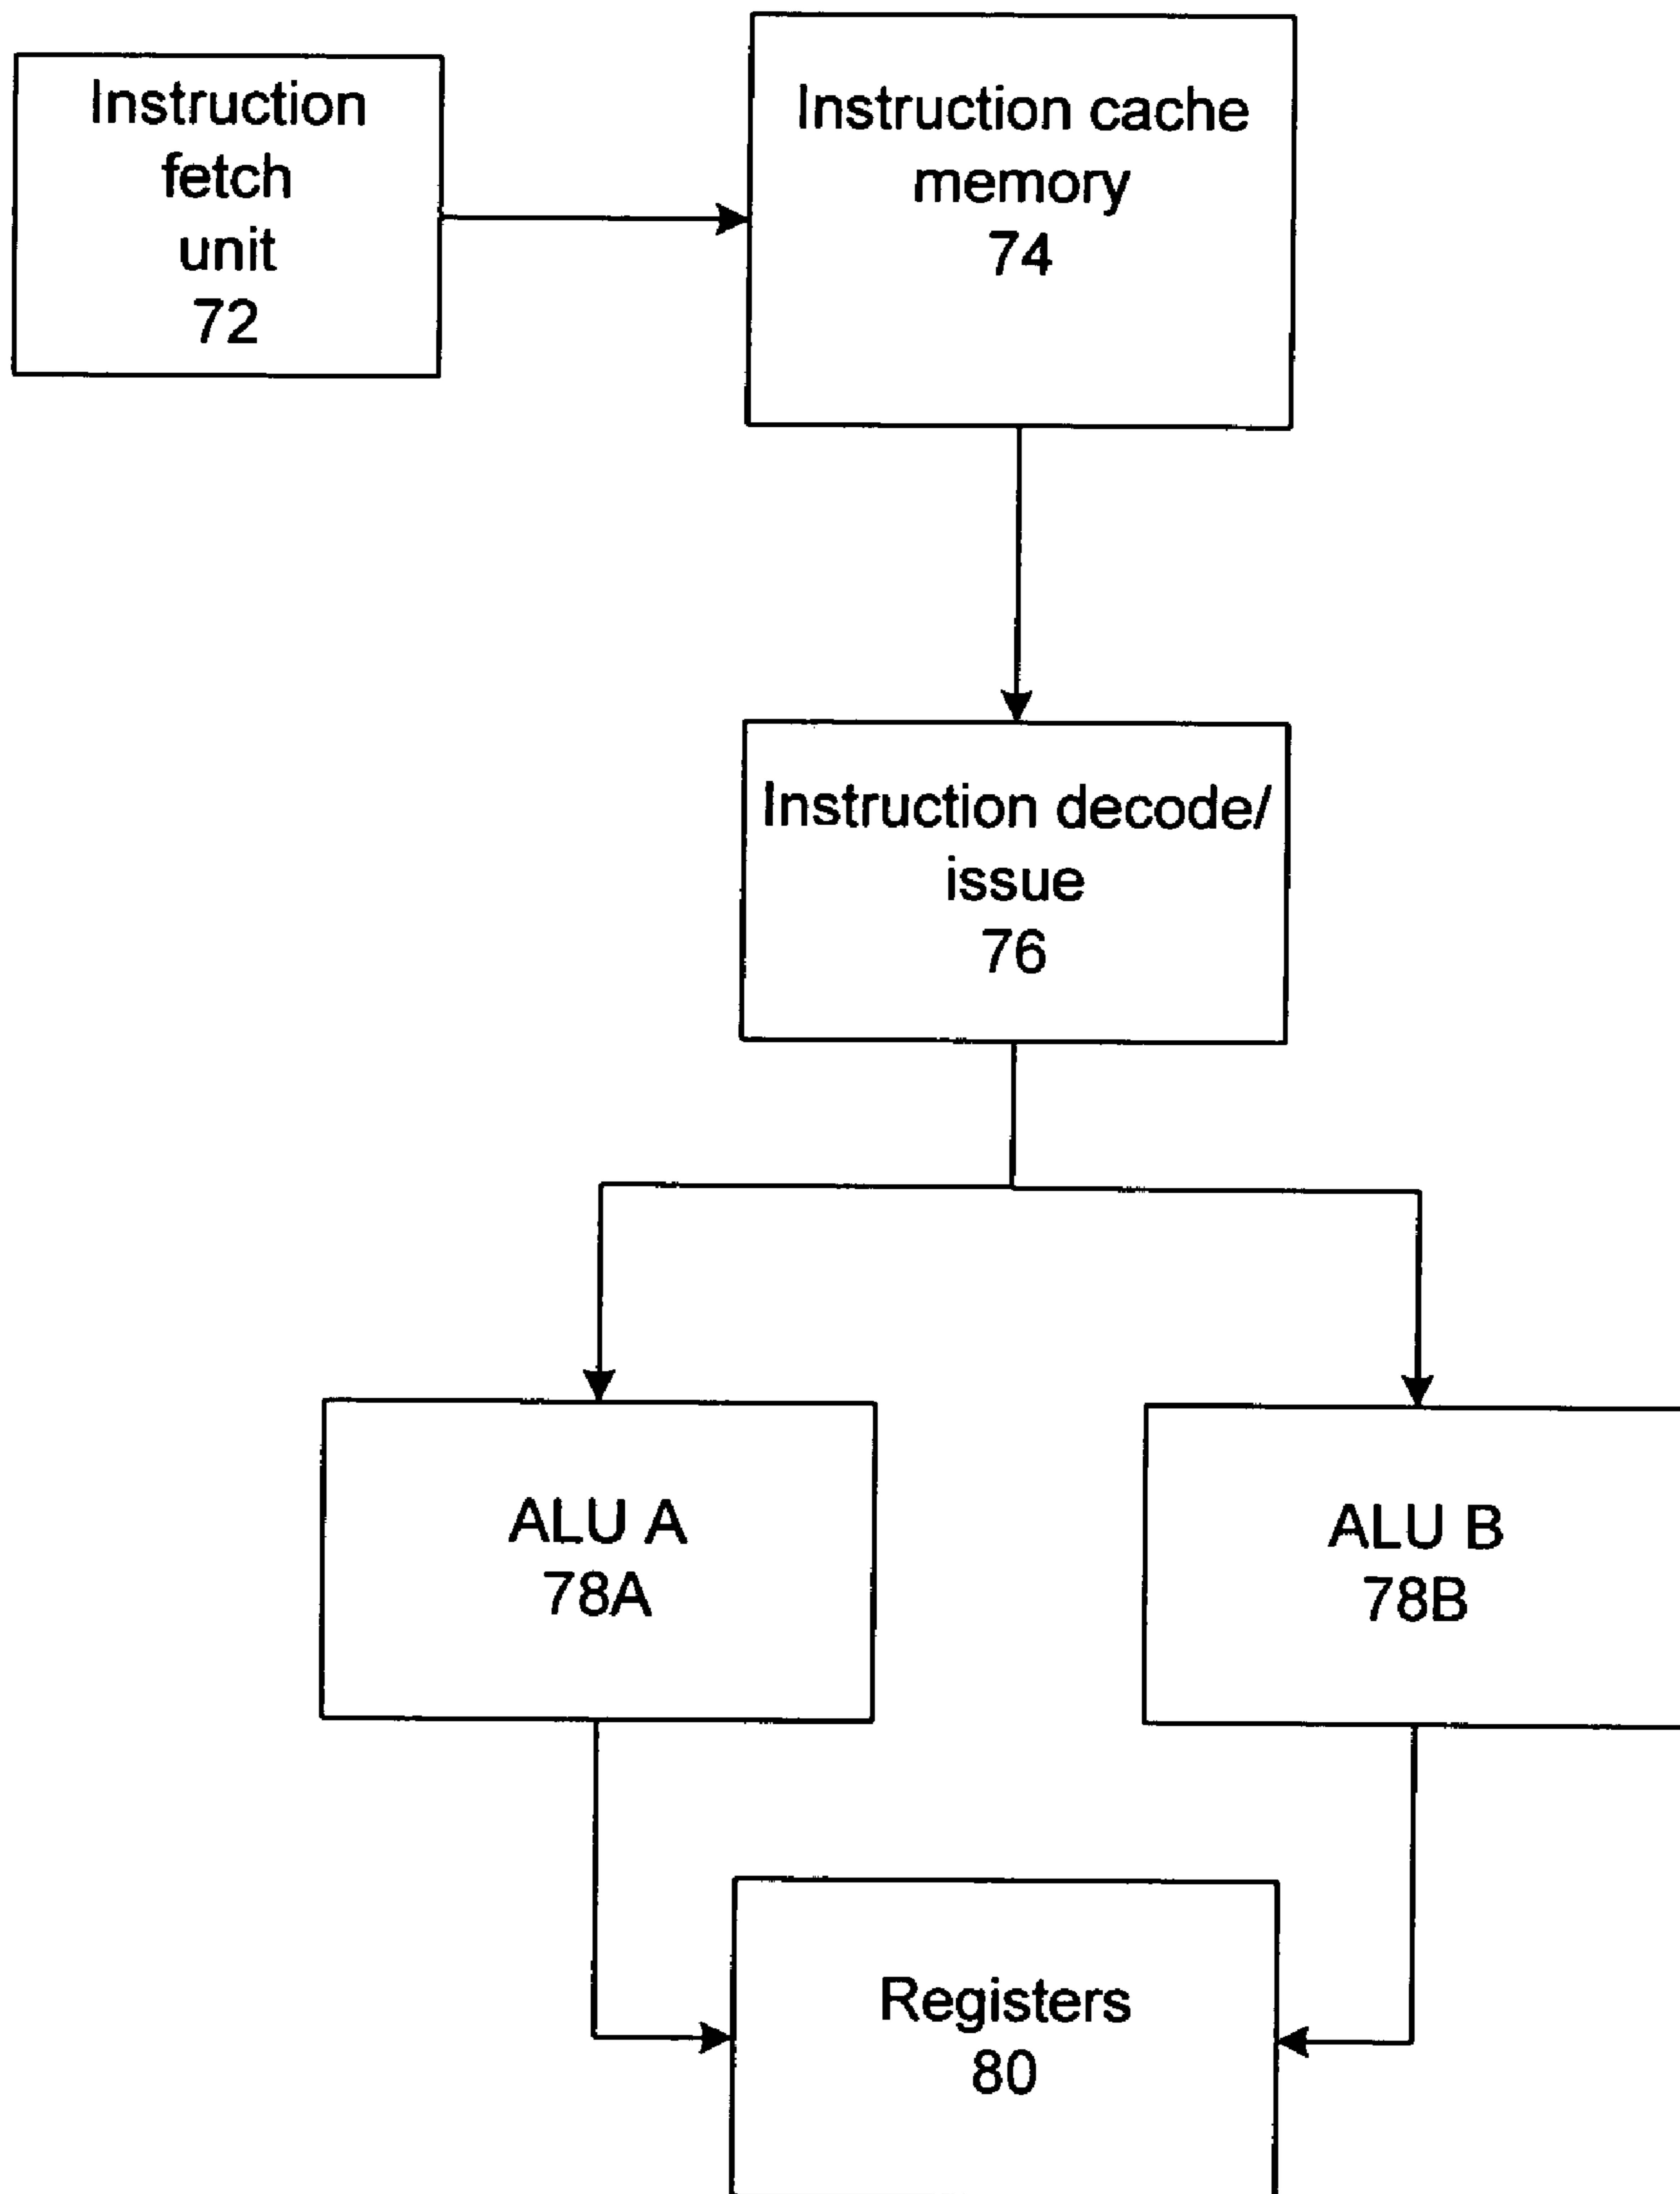 Instruction
fetch
unit
72
Instruction cache
memory
74
Instruction decode/
issue
76
ALU A
78A
ALU B
78B
Registers
80